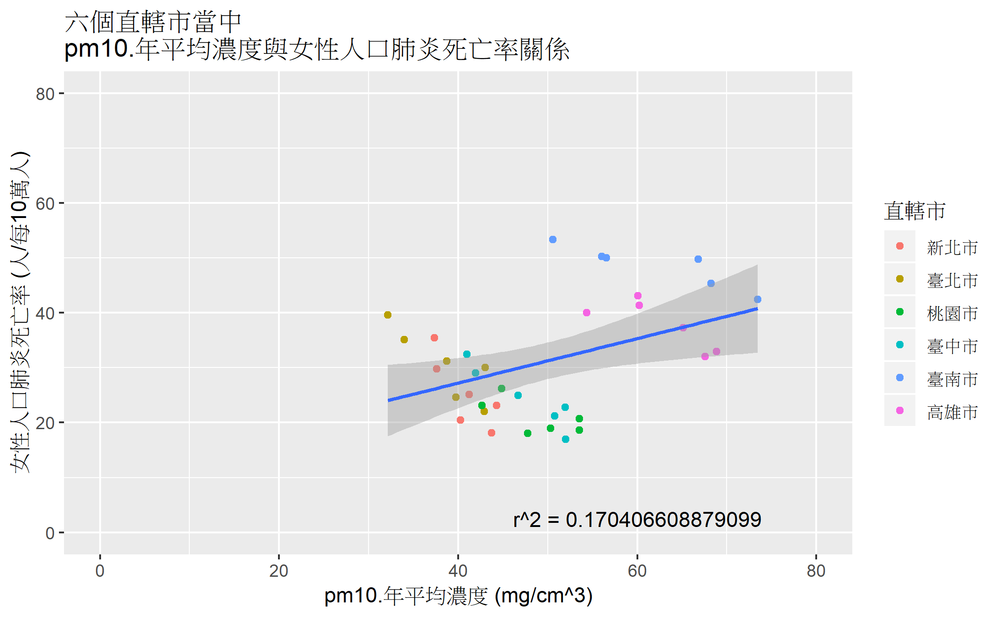 六個直轄市當中
pm10.年平均濃度與女性人口肺炎死亡率關係
80
60
40
20
0
女性人口肺炎死亡率 (人/每10萬人)
r^2 = 0.170406608879099
0
20
40
60
80
pm10.年平均濃度 (mg/cm^3)
直轄市
新北市
臺北市
桃園市
臺中市
臺南市
高雄市